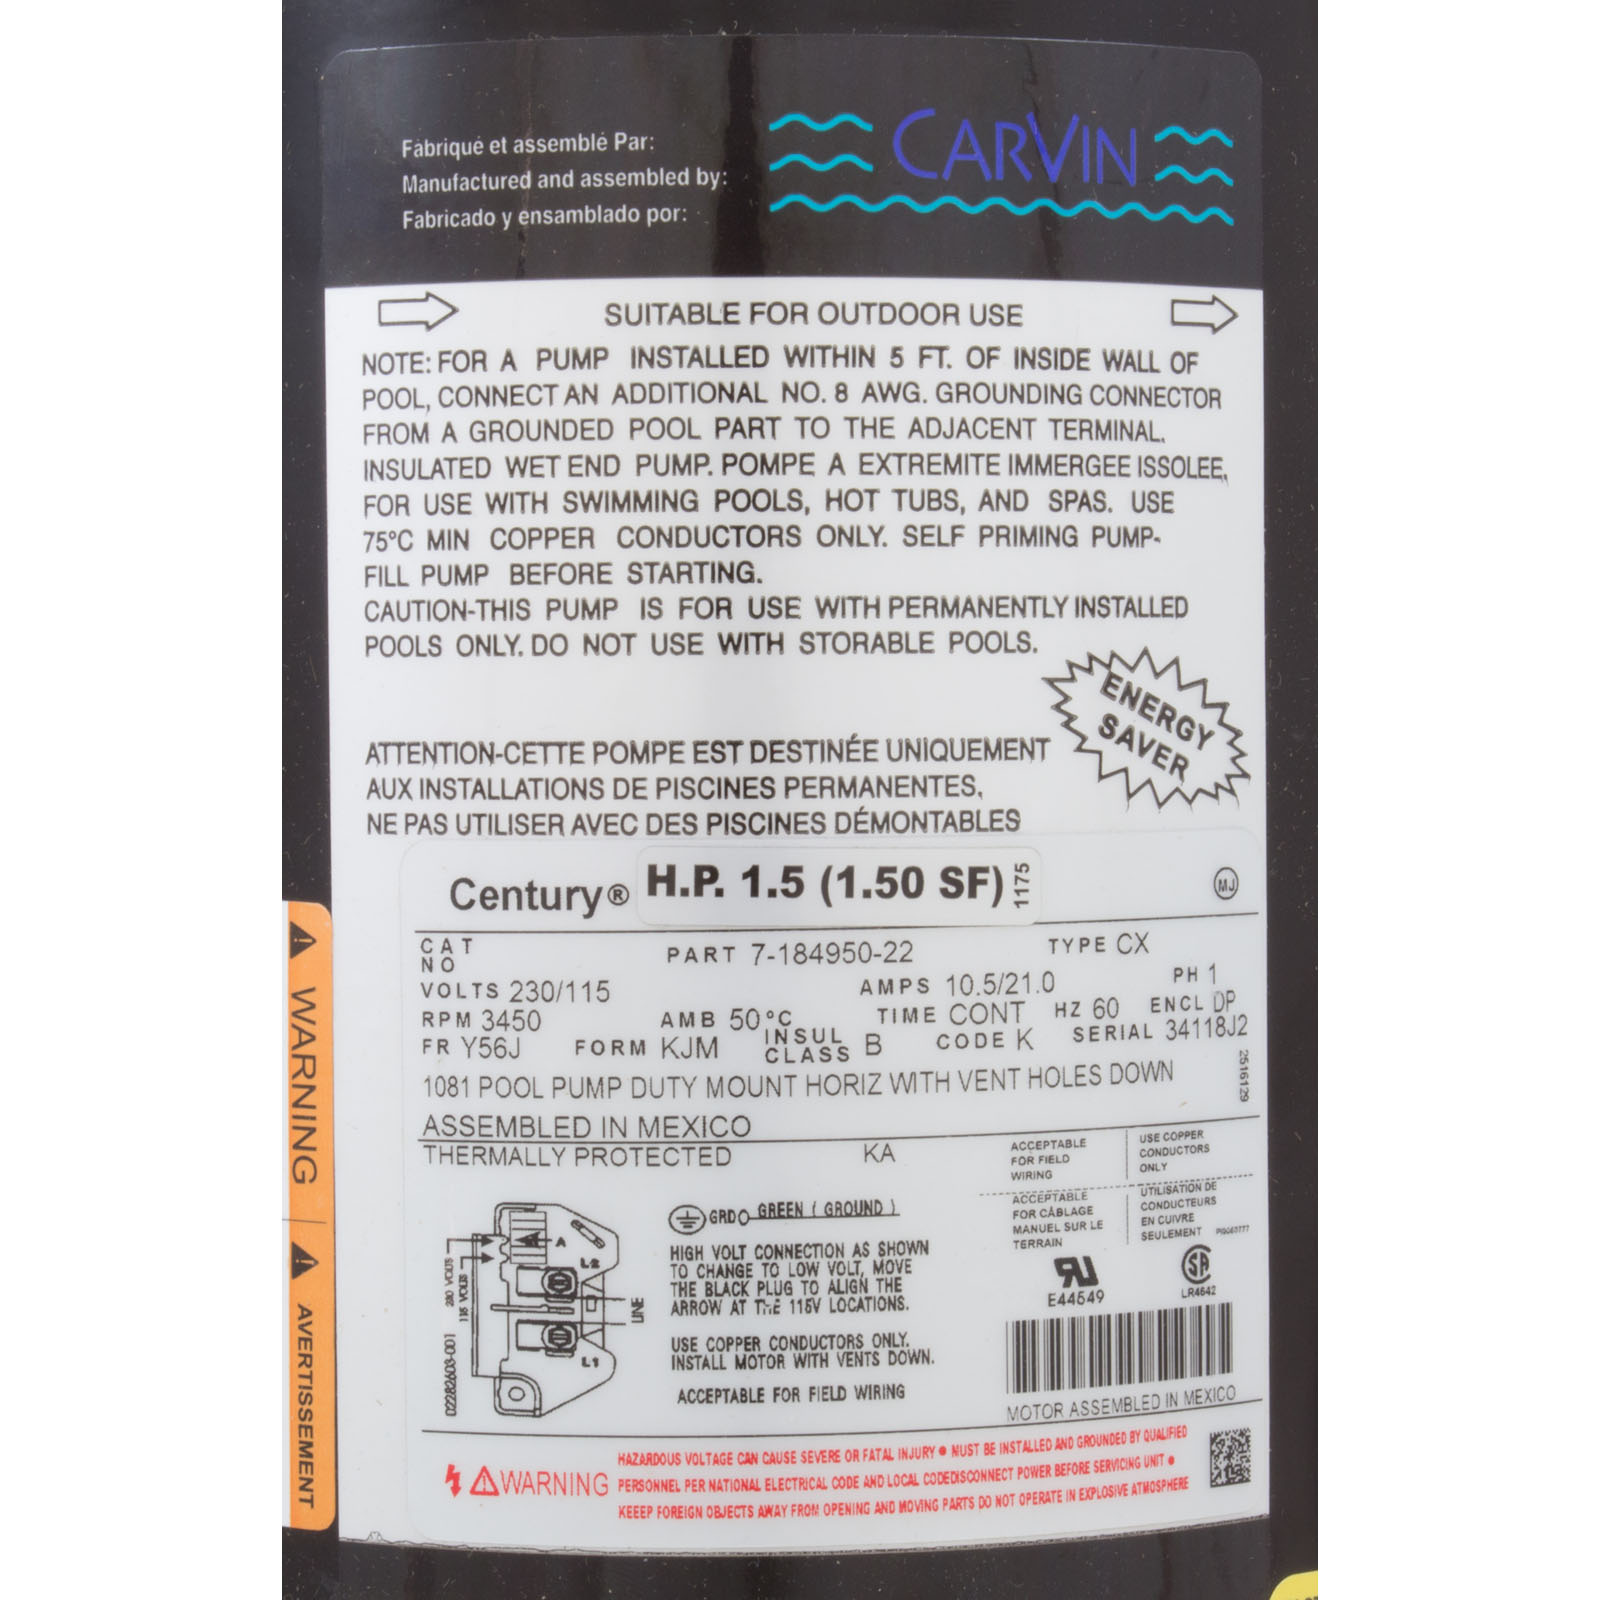 Fabriqué et assemblé Par:
Manufactured and assembled by:
Fabricado y ensamblado por:
CARVIN
SUITABLE FOR OUTDOOR USE
NOTE: FOR A PUMP INSTALLED WITHIN 5 FT. OF INSIDE WALL OF
POOL, CONNECT AN ADDITIONAL NO. 8 AWG. GROUNDING CONNECTOR
FROM A GROUNDED POOL PART TO THE ADJACENT TERMINAL.
INSULATED WET END PUMP. POMPE A EXTREMITE IMMERGEE ISSOLEE,
FOR USE WITH SWIMMING POOLS, HOT TUBS, AND SPAS. USE
75°C MIN COPPER CONDUCTORS ONLY. SELF PRIMING PUMP-
FILL PUMP BEFORE STARTING.
CAUTION-THIS PUMP IS FOR USE WITH PERMANENTLY INSTALLED
POOLS ONLY. DO NOT USE WITH STORABLE POOLS.
ENERGY
SAVER
ATTENTION-CETTE POMPE EST DESTINÉE UNIQUEMENT
AUX INSTALLATIONS DE PISCINES PERMANENTES,
NE PAS UTILISER AVEC DES PISCINES DÉMONTABLES
Century® H.P. 1.5 (1.50 SF) 1175 MJ
CAT NO PART 7-184950-22 TYPE CX
VOLTS 230/115 AMPS 10.5/21.0 PH 1
RPM 3450 AMB 50°C TIME CONT HZ 60 ENCL DP
FR Y56J FORM KJM INSUL CLASS B CODE K SERIAL 34118J2
1081 POOL PUMP DUTY MOUNT HORIZ WITH VENT HOLES DOWN
2516129
ASSEMBLED IN MEXICO
THERMALLY PROTECTED KA
ACCEPTABLE
FOR FIELD
WIRING
USE COPPER
CONDUCTORS
ONLY
ACCEPTABLE
FOR CÂBLAGE
MANUEL SUR LE
TERRAIN
UTILISATION DE
CONDUCTEURS
EN CUIVRE
SEULEMENT
GRD GREEN ( GROUND )
HIGH VOLT CONNECTION AS SHOWN
TO CHANGE TO LOW VOLT, MOVE
THE BLACK PLUG TO ALIGN THE
ARROW AT THE 115V LOCATIONS.
USE COPPER CONDUCTORS ONLY.
INSTALL MOTOR WITH VENTS DOWN.
ACCEPTABLE FOR FIELD WIRING
A
L2
L1
LINE
230 VOLTS
115 VOLTS
02282603-001
E44549
SA
LR4642
MOTOR ASSEMBLED IN MEXICO
WARNING
HAZARDOUS VOLTAGE CAN CAUSE SEVERE OR FATAL INJURY ● MUST BE INSTALLED AND GROUNDED BY QUALIFIED
PERSONNEL PER NATIONAL ELECTRICAL CODE AND LOCAL CODEDISCONNECT POWER BEFORE SERVICING UNIT ●
KEEEP FOREIGN OBJECTS AWAY FROM OPENING AND MOVING PARTS DO NOT OPERATE IN EXPLOSIVE ATMOSPHERE
WARNING
AVERTISSEMENT